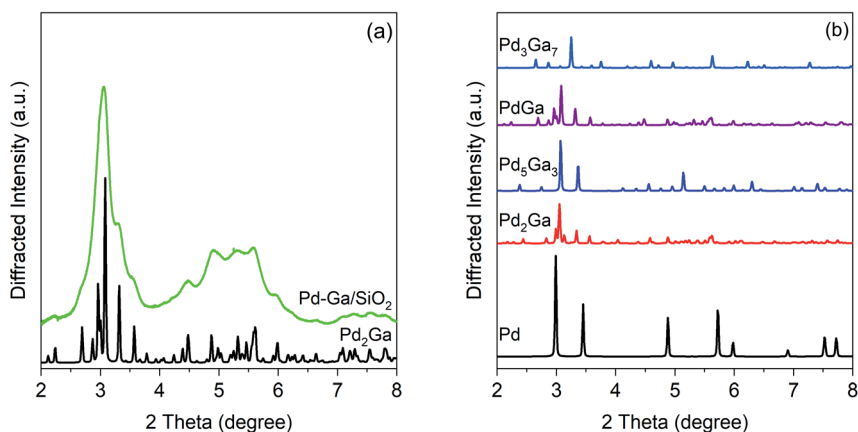 (a)
Diffracted Intensity (a.u.)
Pd-Ga/SiO₂
Pd₂Ga
2 3 4 5 6 7 8
2 Theta (degree)
(b)
Diffracted Intensity (a.u.)
Pd₃Ga₇
PdGa
Pd₅Ga₃
Pd₂Ga
Pd
2 3 4 5 6 7 8
2 Theta (degree)